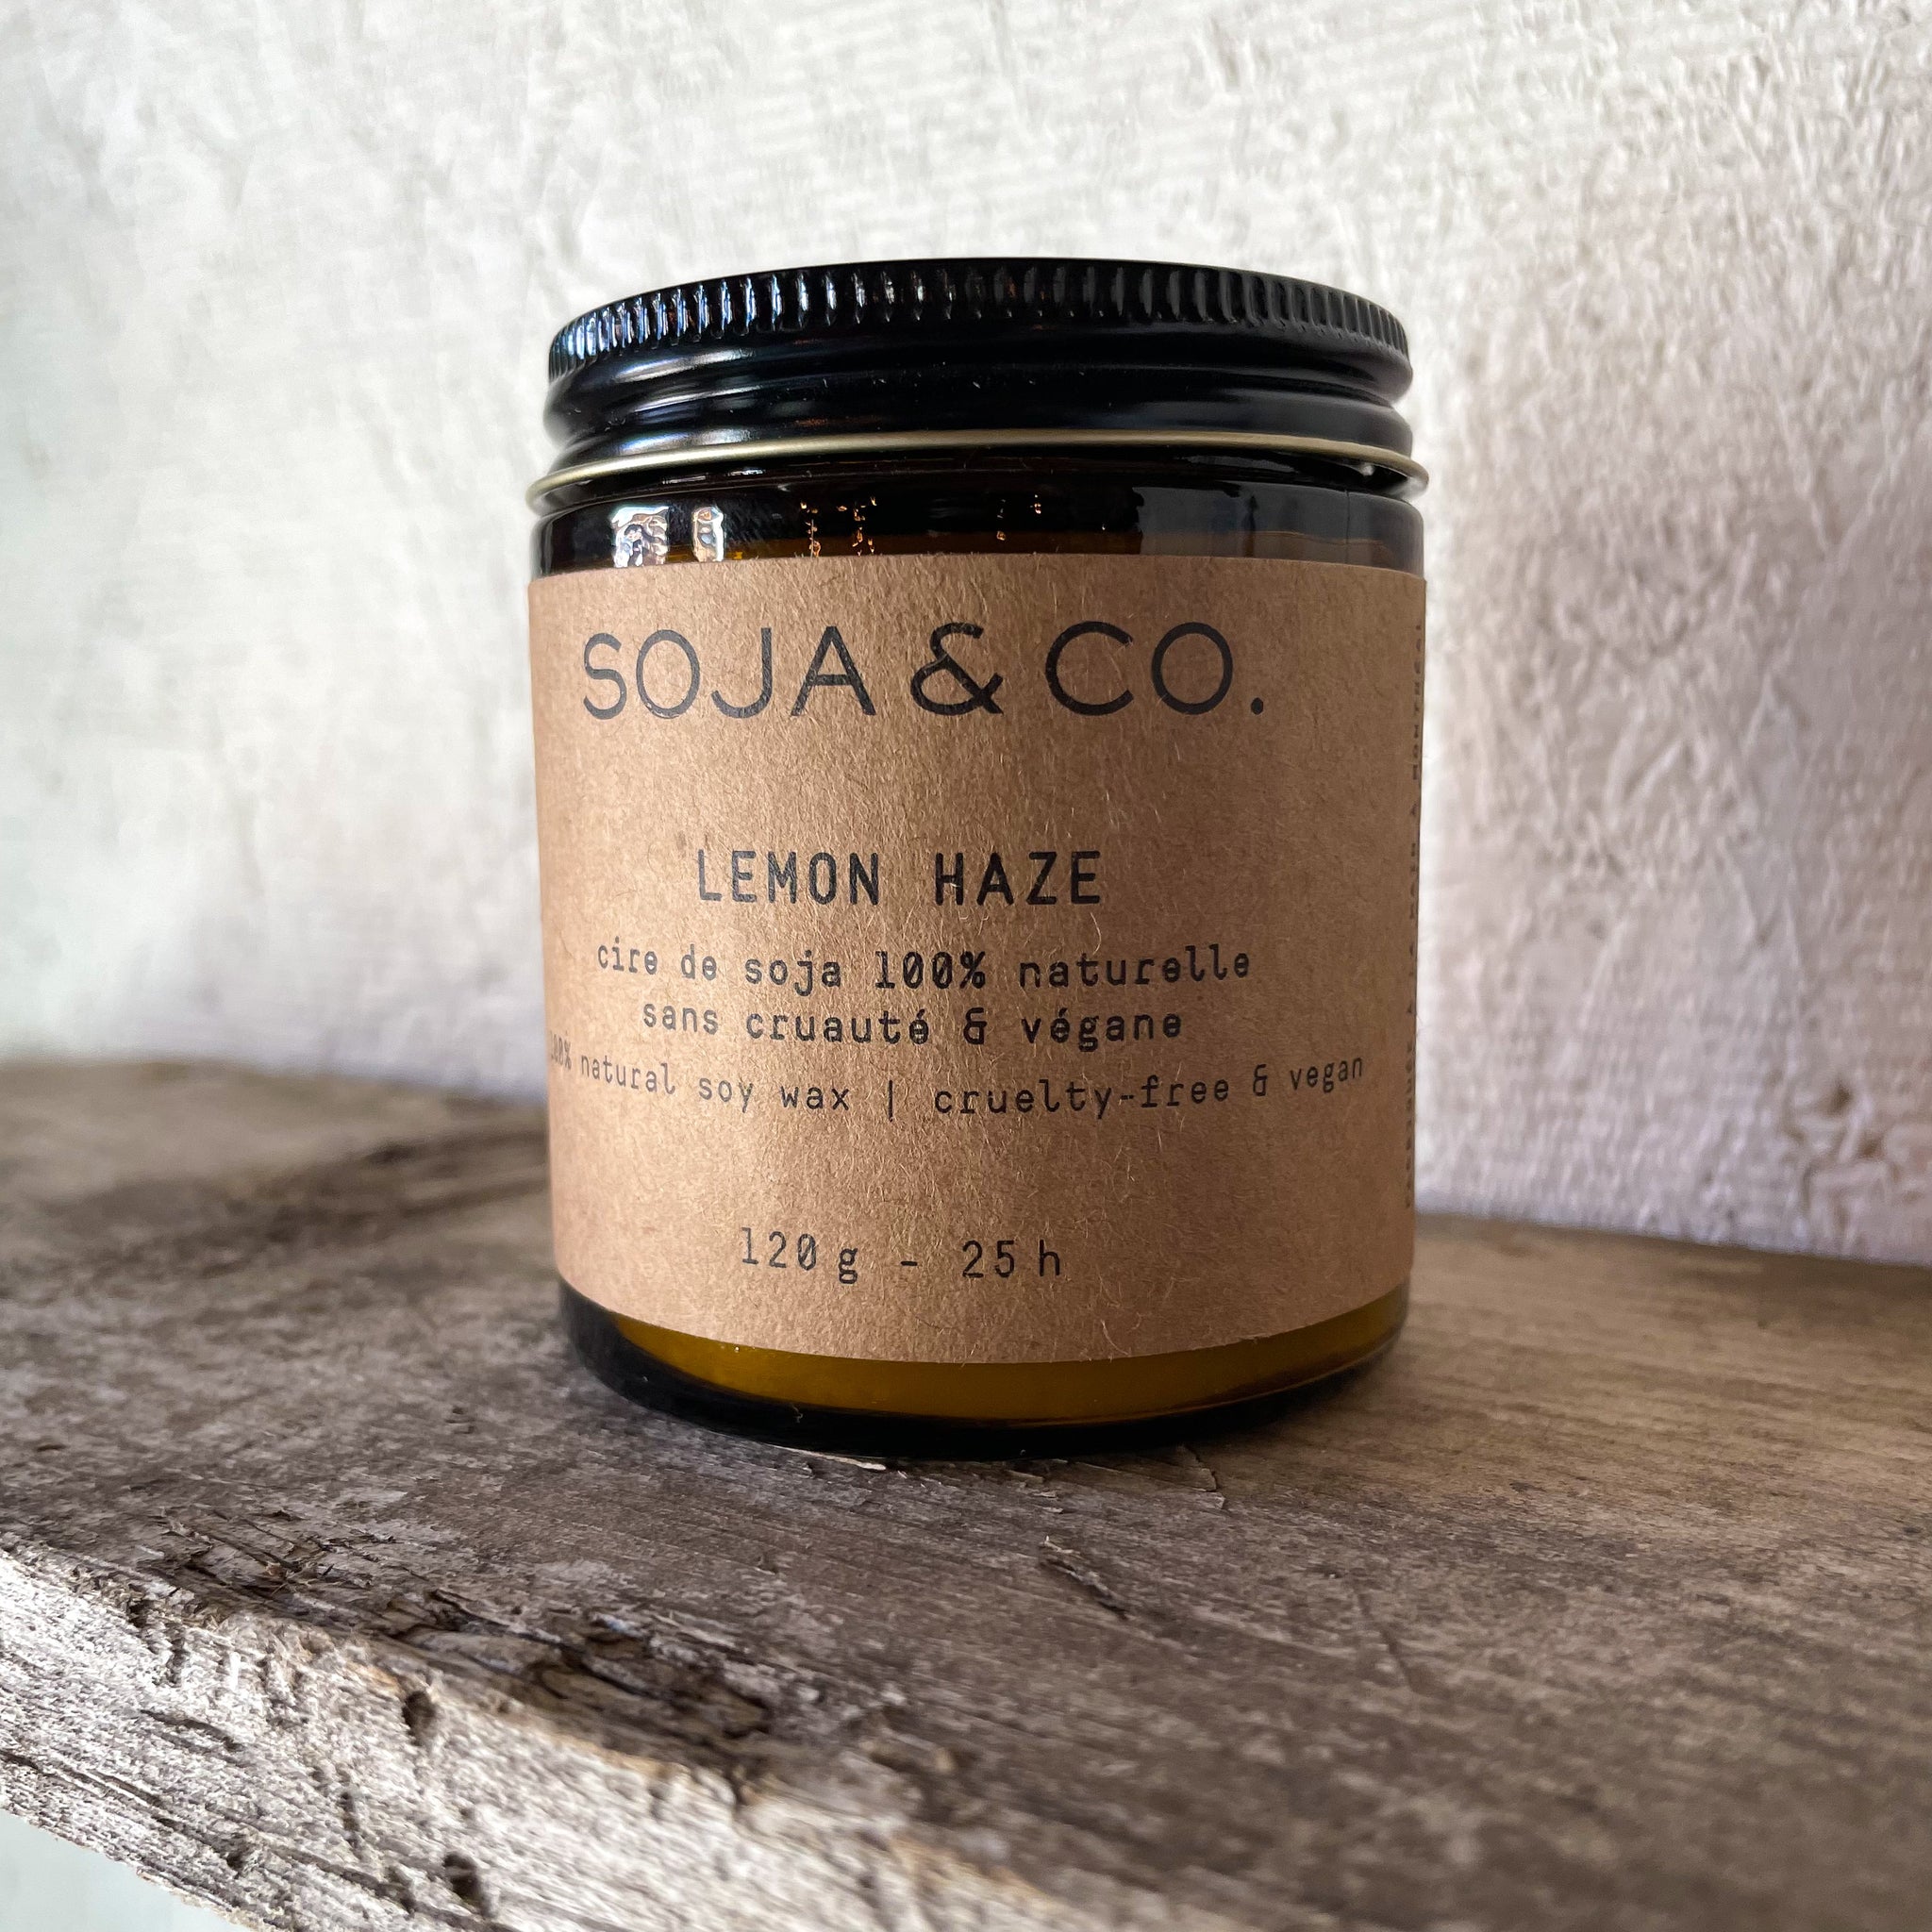 SOJA & CO.
LEMON HAZE
cire de soja 100% naturelle
sans cruauté & végane
100% natural soy wax | cruelty-free & vegan
120 g - 25 h